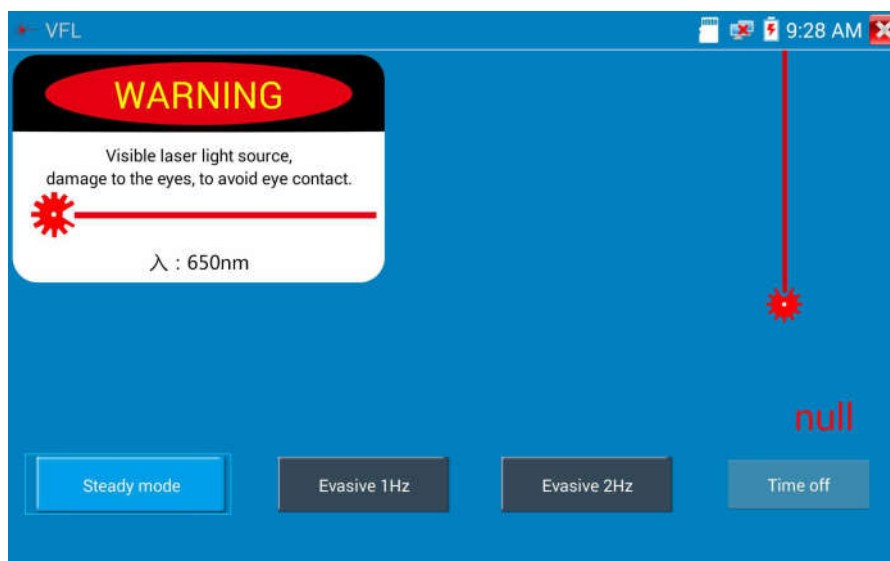 VFL
9:28 AM
WARNING
Visible laser light source,
damage to the eyes, to avoid eye contact.
入 : 650nm
null
Steady mode
Evasive 1Hz
Evasive 2Hz
Time off